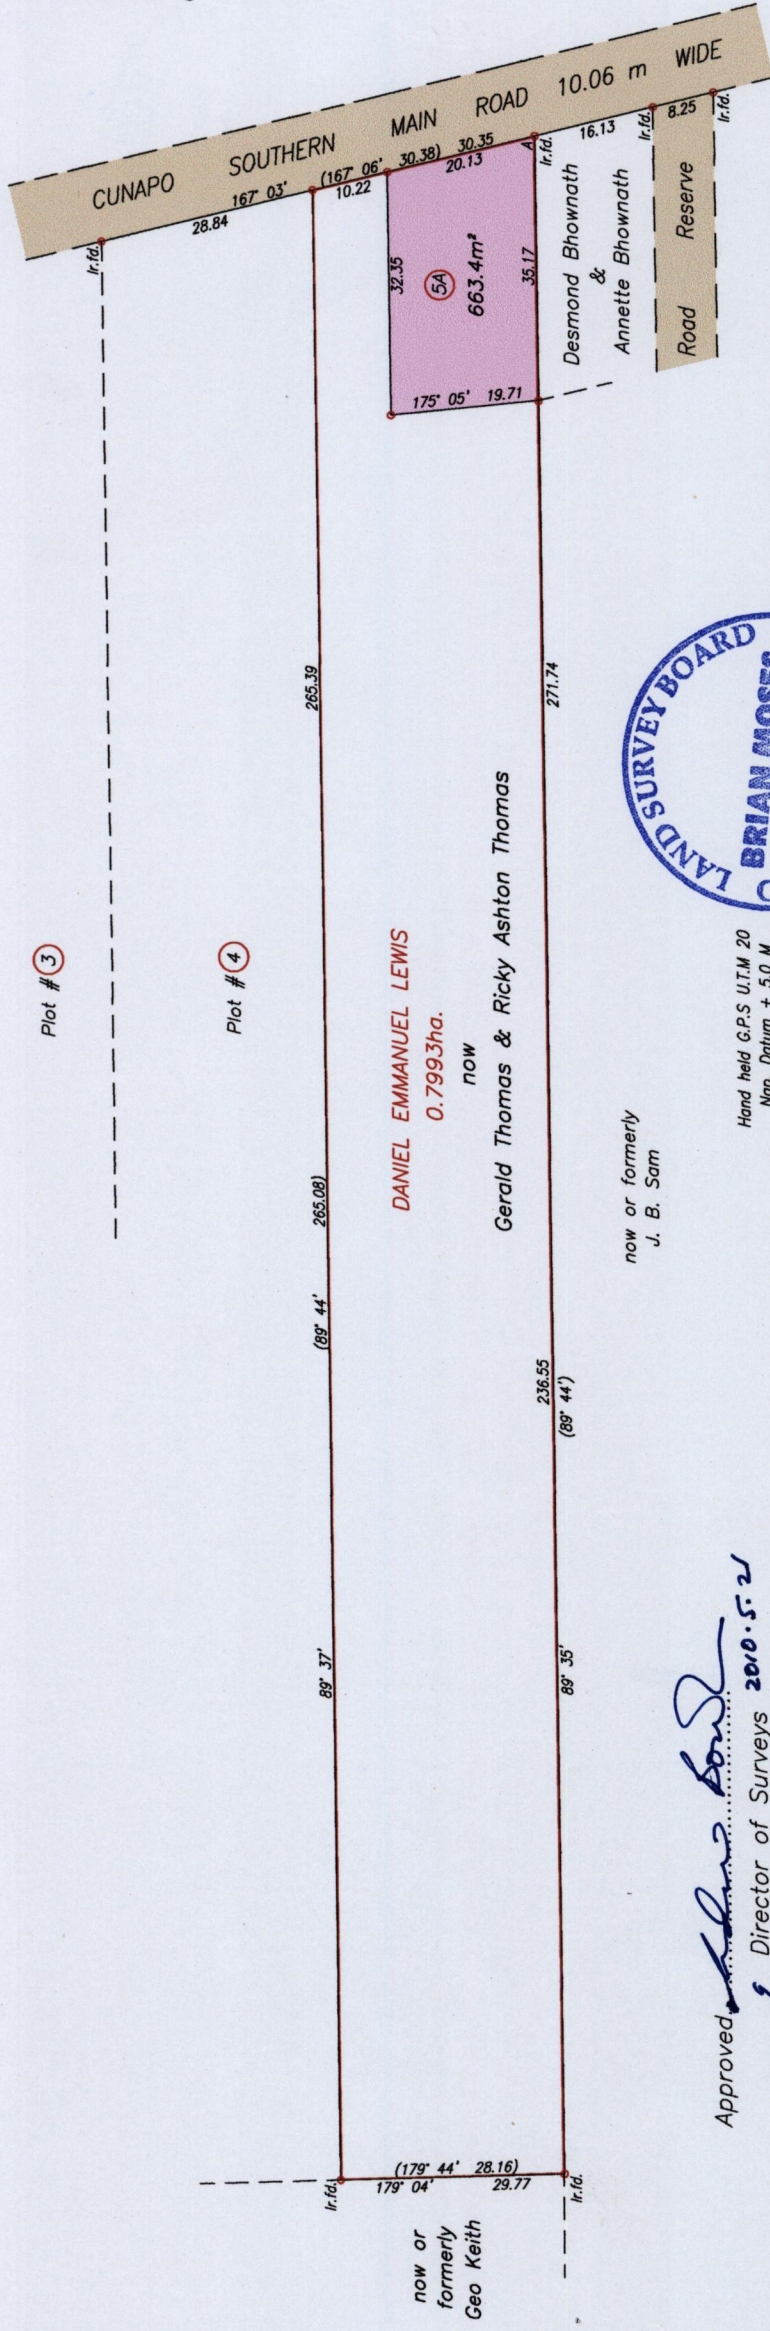 CUNAPO SOUTHERN MAIN ROAD 10.06 m WIDE
Ir.fd.
28.84
167° 03'
(167° 06' 30.38)
10.22
30.35
20.13
A
Ir.fd.
16.13
Ir.fd.
8.25
Ir.fd.
32.35
5A
663.4m²
35.17
175° 05' 19.71
Desmond Bhownath
&
Annette Bhownath
Road Reserve
265.39
271.74
Plot # 3
Plot # 4
DANIEL EMMANUEL LEWIS
0.7993ha.
now
Gerald Thomas & Ricky Ashton Thomas
LAND SURVEY BOARD
BRIAN MOSES
Hand held G.P.S U.T.M 20
Nap. Datum ± 5.0 M
now or formerly
J. B. Sam
265.08)
(89° 44'
236.55
(89° 44')
89° 37'
89° 35'
Approved
Director of Surveys 2010.5.21
Ir.fd.
(179° 44' 28.16)
179° 04' 29.77
Ir.fd.
now or
formerly
Geo Keith